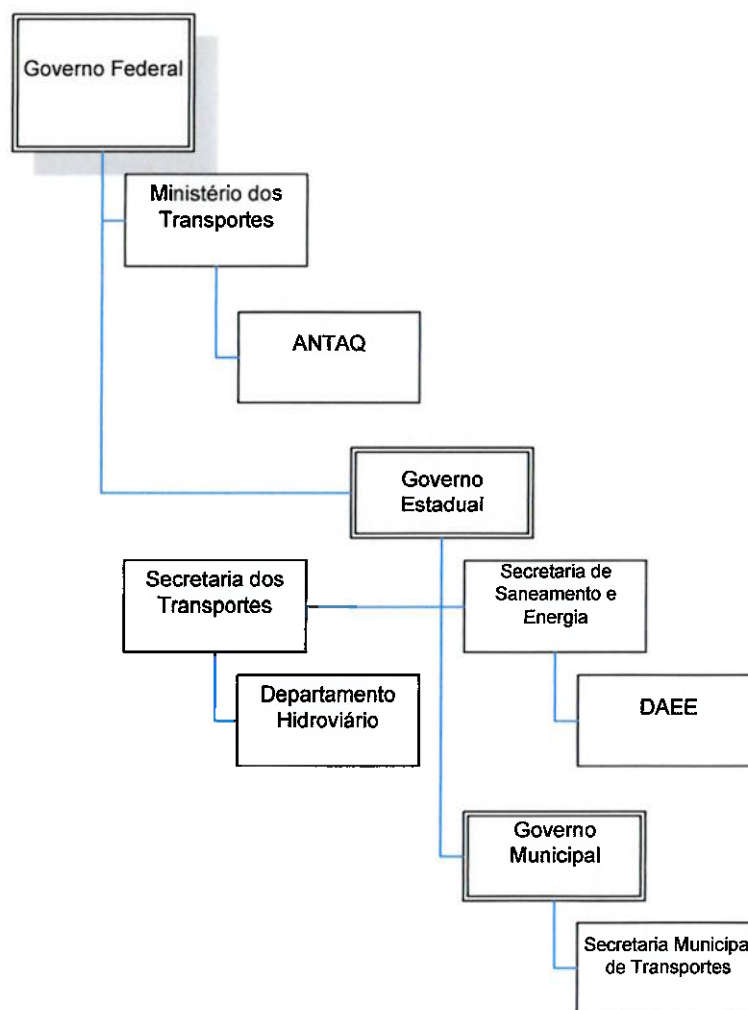 Governo Federal
Ministério dos
Transportes
ANTAQ
Governo
Estadual
Secretaria dos
Transportes
Secretaria de
Saneamento e
Energia
Departamento
Hidroviário
DAEE
Governo
Municipal
Secretaria Municipa
de Transportes